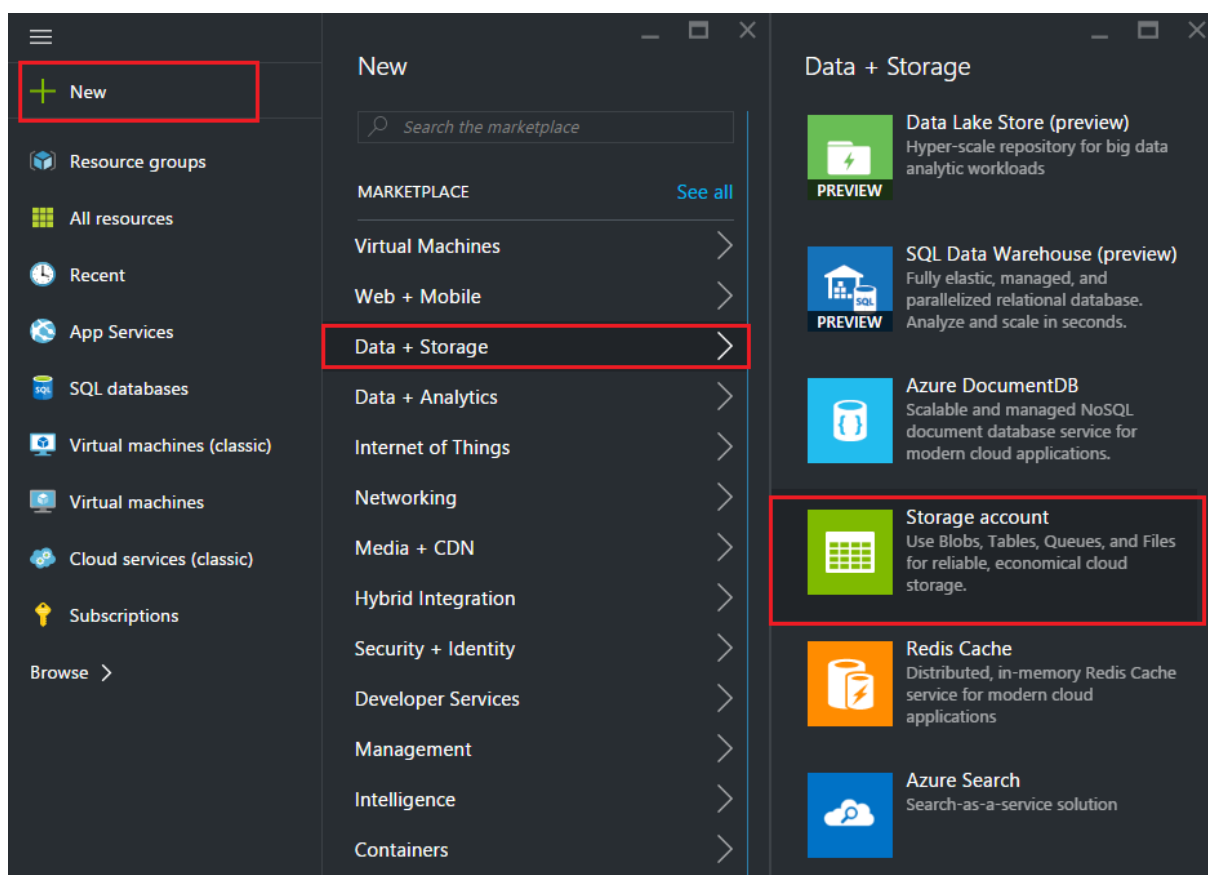 New
Resource groups
All resources
Recent
App Services
SQL databases
Virtual machines (classic)
Virtual machines
Cloud services (classic)
Subscriptions
Browse
New
Search the marketplace
MARKETPLACE See all
Virtual Machines
Web + Mobile
Data + Storage
Data + Analytics
Internet of Things
Networking
Media + CDN
Hybrid Integration
Security + Identity
Developer Services
Management
Intelligence
Containers
Data + Storage
PREVIEW
Data Lake Store (preview)
Hyper-scale repository for big data
analytic workloads
SQL
PREVIEW
SQL Data Warehouse (preview)
Fully elastic, managed, and
parallelized relational database.
Analyze and scale in seconds.
Azure DocumentDB
Scalable and managed NoSQL
document database service for
modern cloud applications.
Storage account
Use Blobs, Tables, Queues, and Files
for reliable, economical cloud
storage.
Redis Cache
Distributed, in-memory Redis Cache
service for modern cloud
applications
Azure Search
Search-as-a-service solution